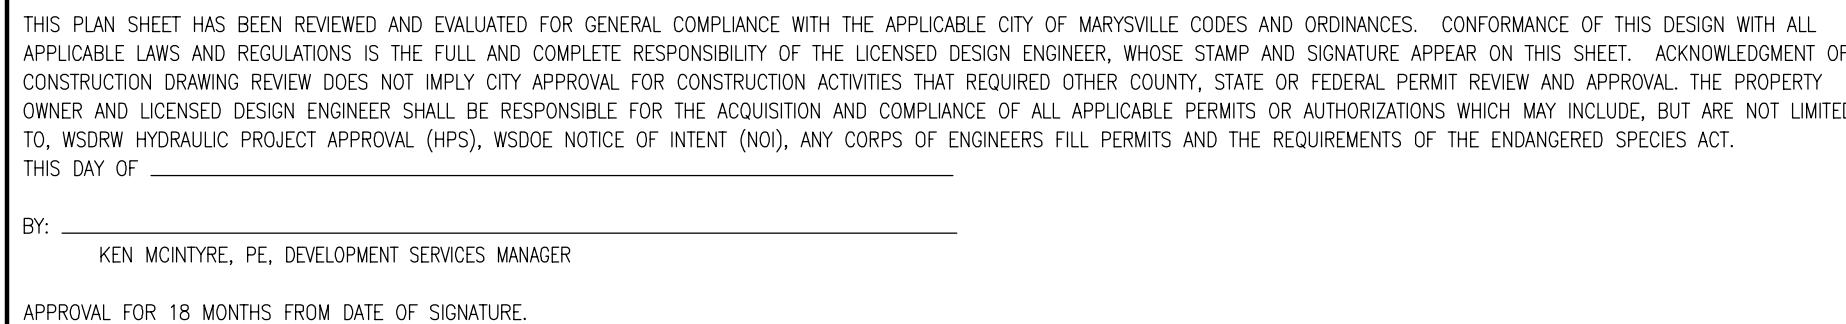 THIS PLAN SHEET HAS BEEN REVIEWED AND EVALUATED FOR GENERAL COMPLIANCE WITH THE APPLICABLE CITY OF MARYSVILLE CODES AND ORDINANCES. CONFORMANCE OF THIS DESIGN WITH ALL
APPLICABLE LAWS AND REGULATIONS IS THE FULL AND COMPLETE RESPONSIBILITY OF THE LICENSED DESIGN ENGINEER, WHOSE STAMP AND SIGNATURE APPEAR ON THIS SHEET. ACKNOWLEDGMENT OF
CONSTRUCTION DRAWING REVIEW DOES NOT IMPLY CITY APPROVAL FOR CONSTRUCTION ACTIVITIES THAT REQUIRED OTHER COUNTY, STATE OR FEDERAL PERMIT REVIEW AND APPROVAL. THE PROPERTY
OWNER AND LICENSED DESIGN ENGINEER SHALL BE RESPONSIBLE FOR THE ACQUISITION AND COMPLIANCE OF ALL APPLICABLE PERMITS OR AUTHORIZATIONS WHICH MAY INCLUDE, BUT ARE NOT LIMITED
TO, WSDRW HYDRAULIC PROJECT APPROVAL (HPS), WSDOE NOTICE OF INTENT (NOI), ANY CORPS OF ENGINEERS FILL PERMITS AND THE REQUIREMENTS OF THE ENDANGERED SPECIES ACT.
THIS DAY OF
BY:
KEN MCINTYRE, PE, DEVELOPMENT SERVICES MANAGER
APPROVAL FOR 18 MONTHS FROM DATE OF SIGNATURE.